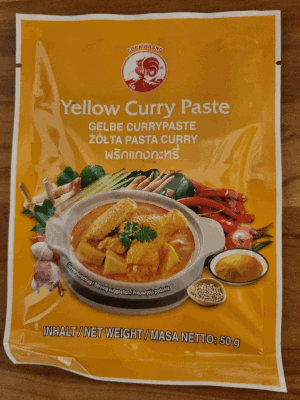 COCK BRAND
Yellow Curry Paste
GELBE CURRYPASTE
ŻÓŁTA PASTA CURRY
พริกแกงกะหรี่
INHALT / NET WEIGHT / MASA NETTO: 50 g